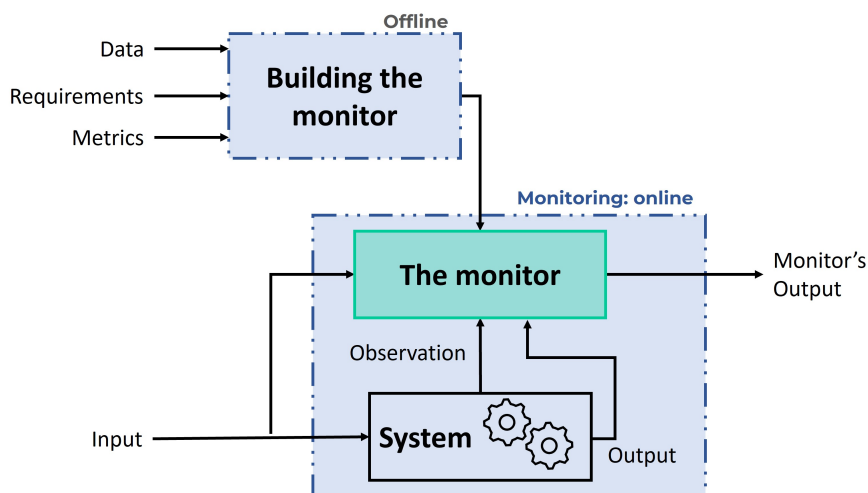 Offline
Data
Requirements
Metrics
Building the
monitor
Monitoring: online
The monitor
Monitor's
Output
Observation
Input
System
Output